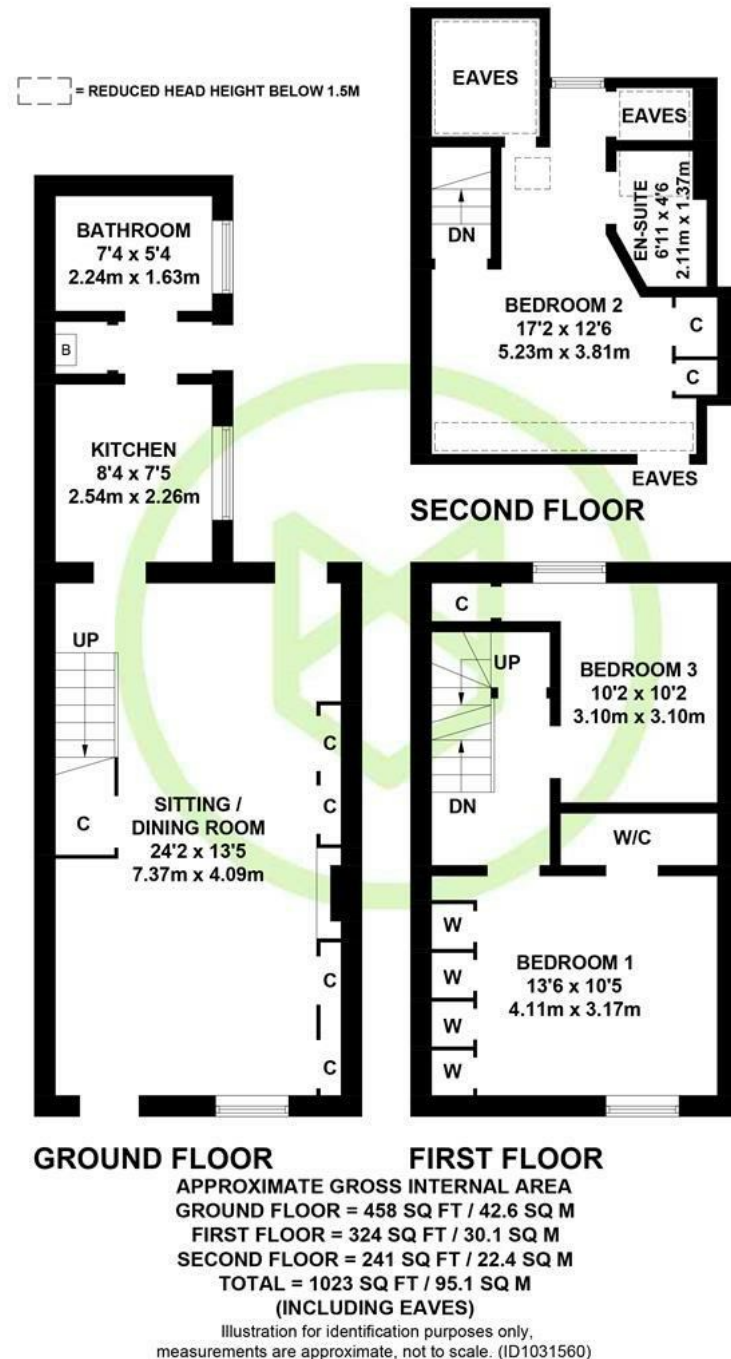 = REDUCED HEAD HEIGHT BELOW 1.5M
EAVES
EAVES
EN-SUITE
6'11 x 4'6
2.11m x 1.37m
DN
BEDROOM 2
17'2 x 12'6
5.23m x 3.81m
C
C
EAVES
SECOND FLOOR
BATHROOM
7'4 x 5'4
2.24m x 1.63m
B
KITCHEN
8'4 x 7'5
2.54m x 2.26m
UP
C
C
C
SITTING /
DINING ROOM
24'2 x 13'5
7.37m x 4.09m
C
C
GROUND FLOOR
C
UP
BEDROOM 3
10'2 x 10'2
3.10m x 3.10m
DN
W/C
W
W
W
W
BEDROOM 1
13'6 x 10'5
4.11m x 3.17m
FIRST FLOOR
APPROXIMATE GROSS INTERNAL AREA
GROUND FLOOR = 458 SQ FT / 42.6 SQ M
FIRST FLOOR = 324 SQ FT / 30.1 SQ M
SECOND FLOOR = 241 SQ FT / 22.4 SQ M
TOTAL = 1023 SQ FT / 95.1 SQ M
(INCLUDING EAVES)
Illustration for identification purposes only,
measurements are approximate, not to scale. (ID1031560)